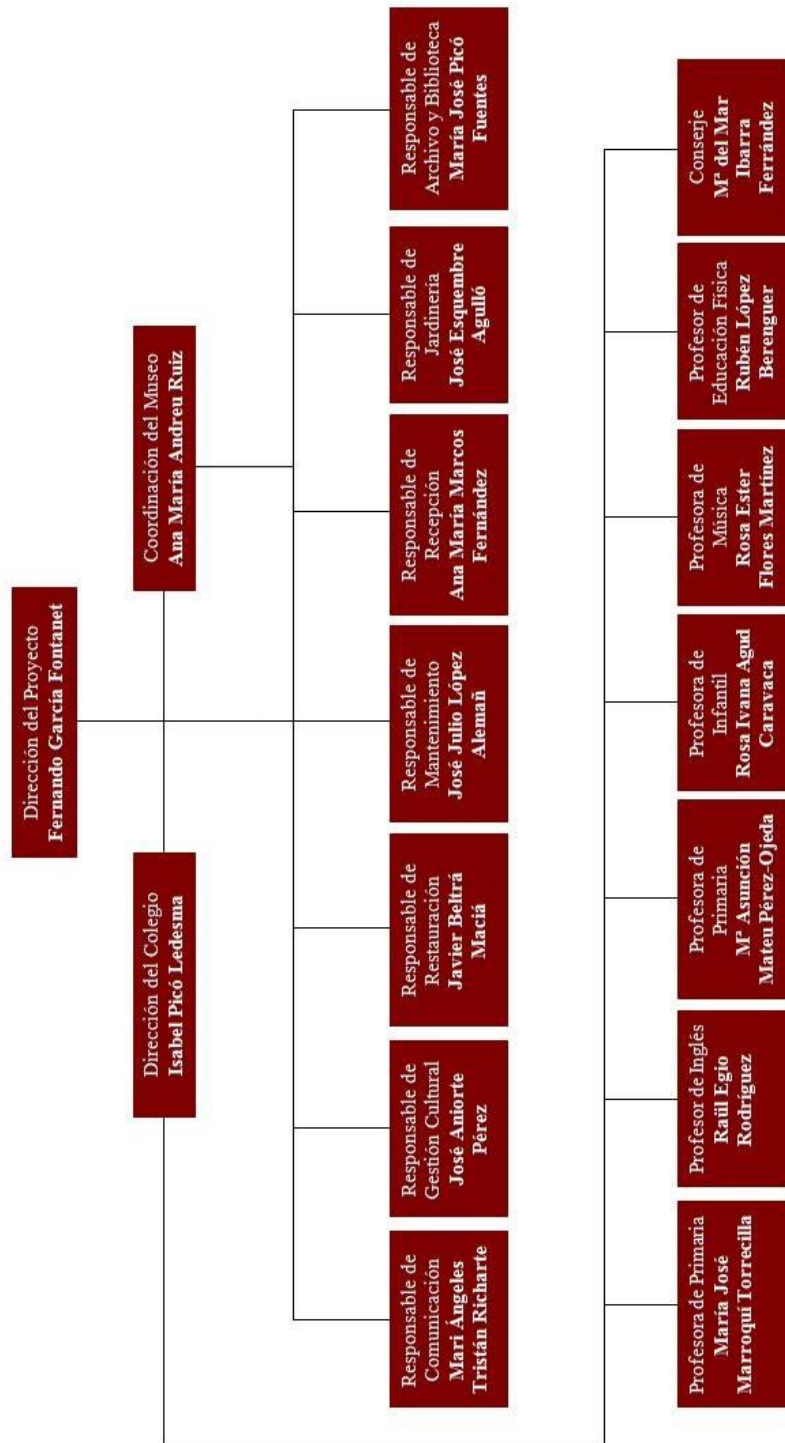 Dirección del Proyecto
Fernando García Fontanet
Dirección del Colegio
Isabel Picó Ledesma
Coordinación del Museo
Ana María Andreu Ruiz
Responsable de
Comunicación
Mari Ángeles
Tristán Richarte
Responsable de
Gestión Cultural
José Aniorte
Pérez
Responsable de
Restauración
Javier Beltrá
Maciá
Responsable de
Mantenimiento
José Julio López
Alemañ
Responsable de
Recepción
Ana María Marcos
Fernández
Responsable de
Jardinería
José Esquembre
Agulló
Responsable de
Archivo y Biblioteca
María José Picó
Fuentes
Profesora de Primaria
María José
Marroquí Torrecilla
Profesor de Inglés
Raül Egio
Rodríguez
Profesora de
Primaria
Mª Asunción
Mateu Pérez-Ojeda
Profesora de
Infantil
Rosa Ivana Agud
Caravaca
Profesora de
Música
Rosa Ester
Flores Martínez
Profesor de
Educación Física
Rubén López
Berenguer
Conserje
Mª del Mar
Ibarra
Ferrández